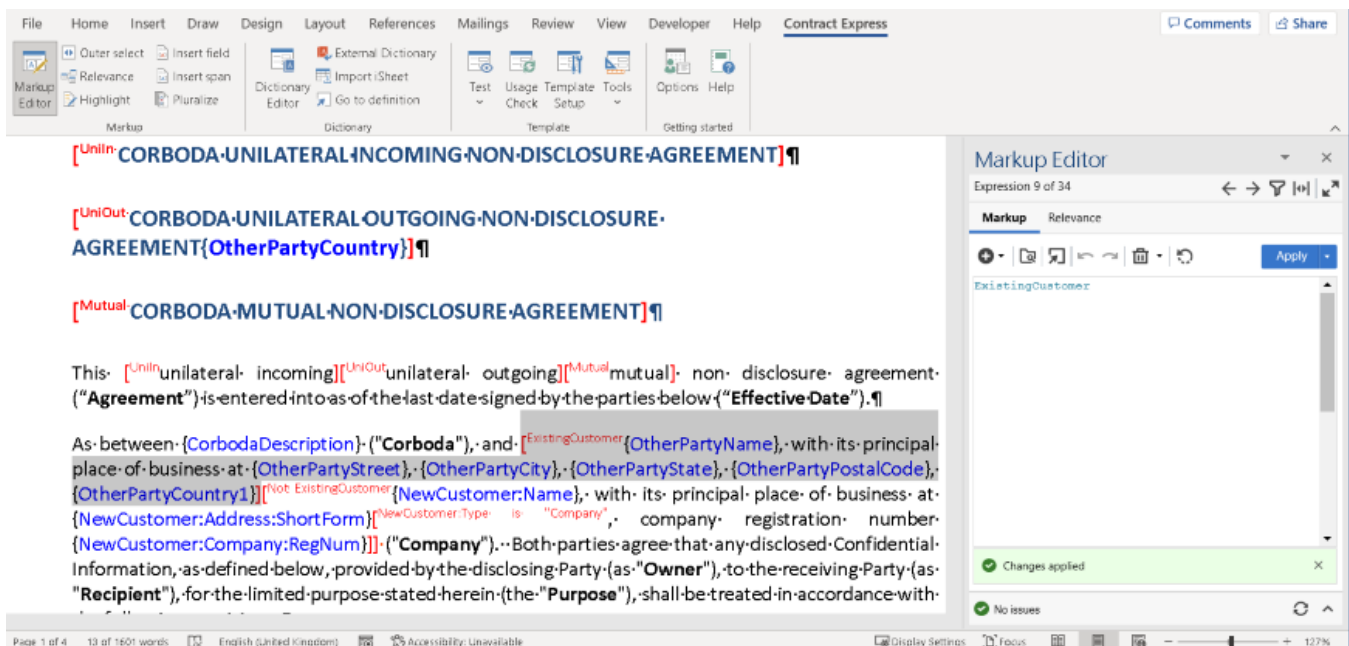 File Home Insert Draw Design Layout References Mailings Review View Developer Help Contract Express Comments Share
Outer select Insert field External Dictionary
Relevance Insert span Import iSheet
Highlight Pluralize Go to definition
Markup Editor Dictionary Editor Test Usage Check Template Setup Tools Options Help
Markup Dictionary Template Getting started
[UniIn·CORBODA·UNILATERAL·INCOMING·NON·DISCLOSURE·AGREEMENT]¶
[UniOut·CORBODA·UNILATERAL·OUTGOING·NON·DISCLOSURE·
AGREEMENT{OtherPartyCountry}]¶
[Mutual·CORBODA·MUTUAL·NON·DISCLOSURE·AGREEMENT]¶
This· [UniIn·unilateral· incoming][UniOut·unilateral· outgoing][Mutual·mutual]· non· disclosure· agreement·
("Agreement")·is·entered·into·as·of·the·last·date·signed·by·the·parties·below·("Effective·Date").¶
As·between·{CorbodaDescription}·("Corboda"),·and·[ExistingCustomer{OtherPartyName},·with·its·principal·
place·of·business·at·{OtherPartyStreet},·{OtherPartyCity},·{OtherPartyState},·{OtherPartyPostalCode},·
{OtherPartyCountry1}][Not ExistingCustomer{NewCustomer:Name},· with· its· principal· place· of· business· at·
{NewCustomer:Address:ShortForm}[NewCustomer:Type· is· "Company",· company· registration· number·
{NewCustomer:Company:RegNum}]]·("Company").··Both·parties·agree·that·any·disclosed·Confidential·
Information,·as·defined·below,·provided·by·the·disclosing·Party·(as·"Owner"),·to·the·receiving·Party·(as·
"Recipient"),·for·the·limited·purpose·stated·herein·(the·"Purpose"),·shall·be·treated·in·accordance·with·
Markup Editor
Expression 9 of 34
Markup Relevance
Apply
ExistingCustomer
Changes applied
No issues
Page 1 of 4 13 of 1601 words English (United Kingdom) Accessibility: Unavailable Display Settings Focus 127%